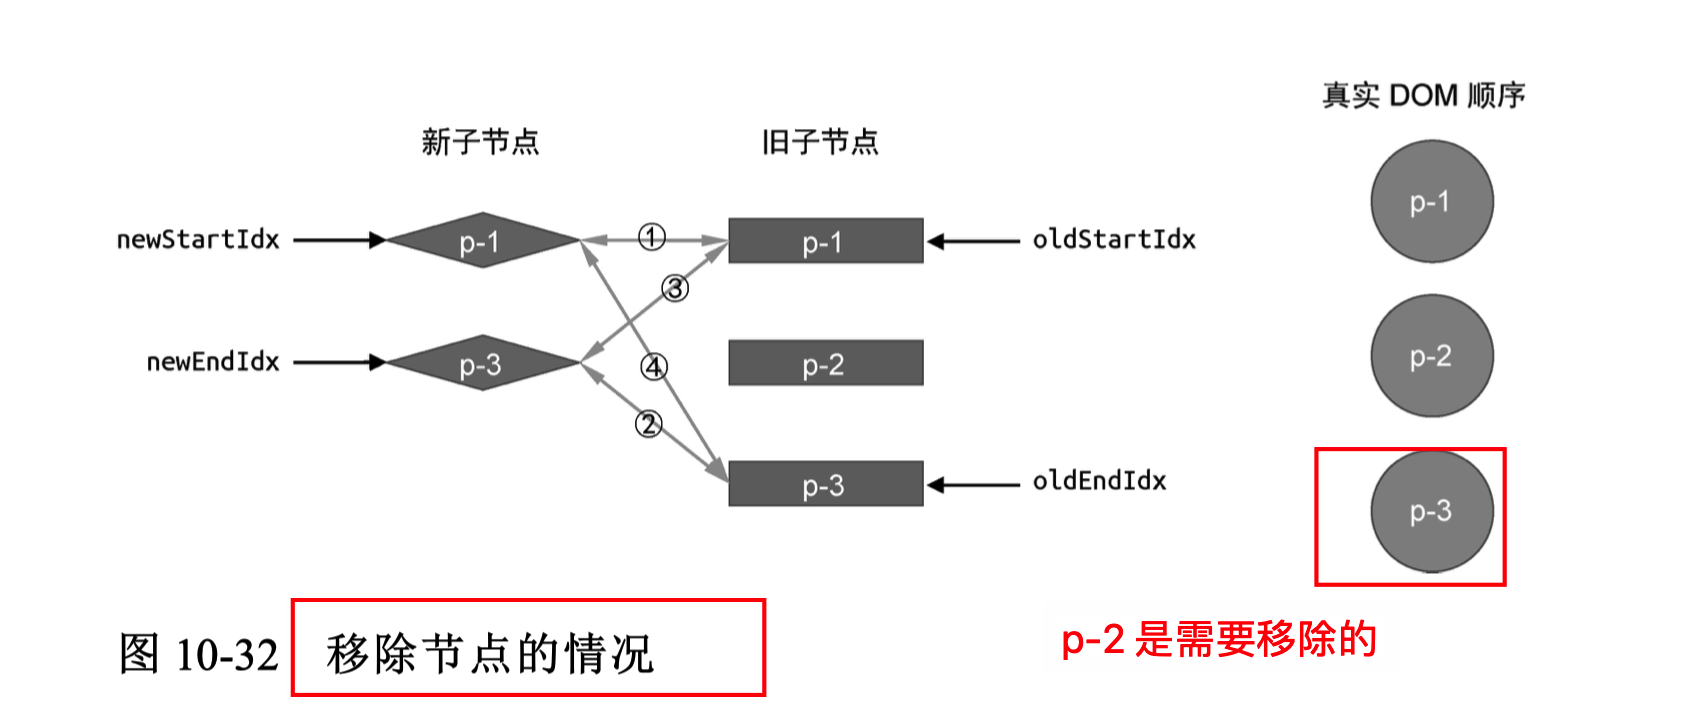 真实 DOM 顺序
新子节点
旧子节点
p-1
newStartIdx
p-1
①
p-1
oldStartIdx
③
newEndIdx
p-3
④
p-2
p-2
②
oldEndIdx
p-3
p-3
图 10-32 移除节点的情况
p-2 是需要移除的